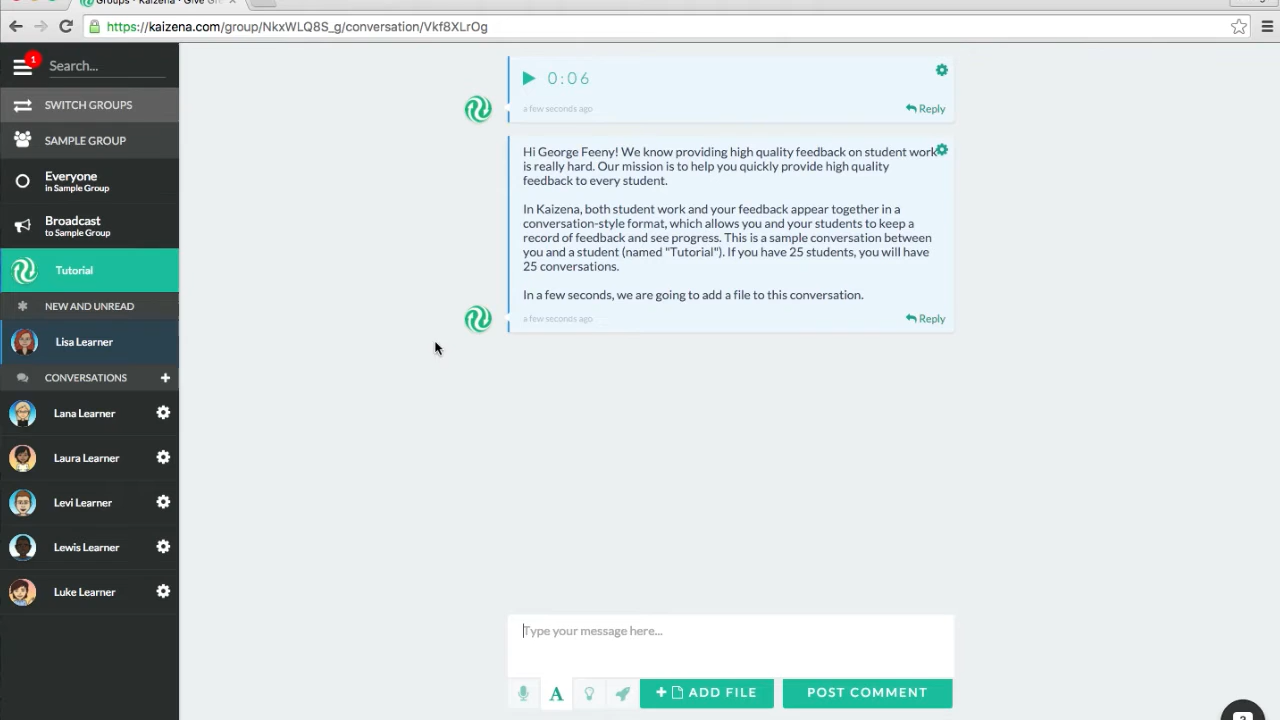 Groups · Kaizena · Give Gre
https://kaizena.com/group/NkxWLQ8S_g/conversation/Vkf8XLrOg
1
Search...
SWITCH GROUPS
SAMPLE GROUP
Everyone
in Sample Group
Broadcast
to Sample Group
Tutorial
NEW AND UNREAD
Lisa Learner
CONVERSATIONS +
Lana Learner
Laura Learner
Levi Learner
Lewis Learner
Luke Learner
0:06
a few seconds ago
Reply
Hi George Feeny! We know providing high quality feedback on student work
is really hard. Our mission is to help you quickly provide high quality
feedback to every student.
In Kaizena, both student work and your feedback appear together in a
conversation-style format, which allows you and your students to keep a
record of feedback and see progress. This is a sample conversation between
you and a student (named "Tutorial"). If you have 25 students, you will have
25 conversations.
In a few seconds, we are going to add a file to this conversation.
a few seconds ago
Reply
Type your message here...
A
+ ADD FILE
POST COMMENT
?